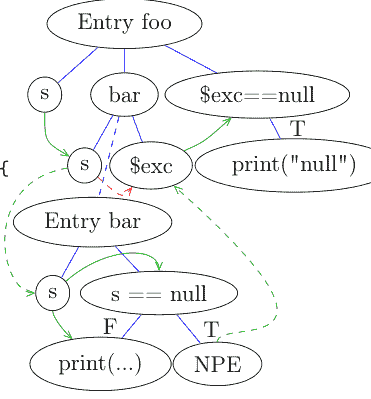 Entry foo
s
bar
$exc==null
T
{
s
$exc
print("null")
Entry bar
s
s == null
F
T
print(...)
NPE